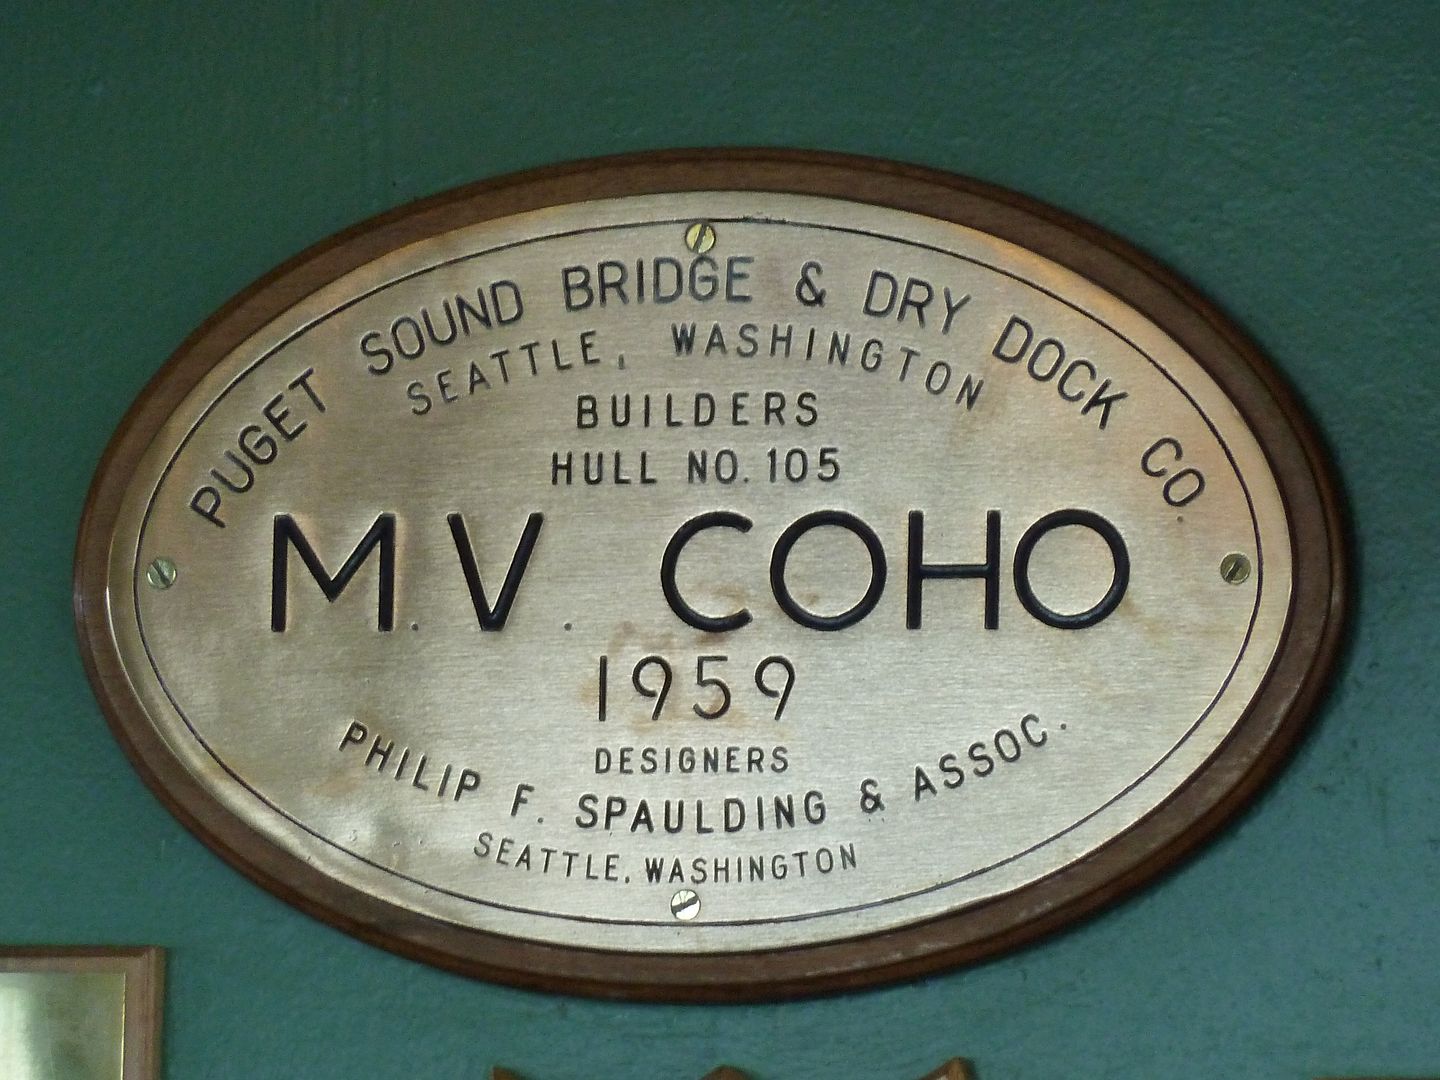 PUGET SOUND BRIDGE & DRY DOCK CO.
SEATTLE, WASHINGTON
BUILDERS
HULL NO. 105
M.V. COHO
1959
DESIGNERS
PHILIP F. SPAULDING & ASSOC.
SEATTLE, WASHINGTON